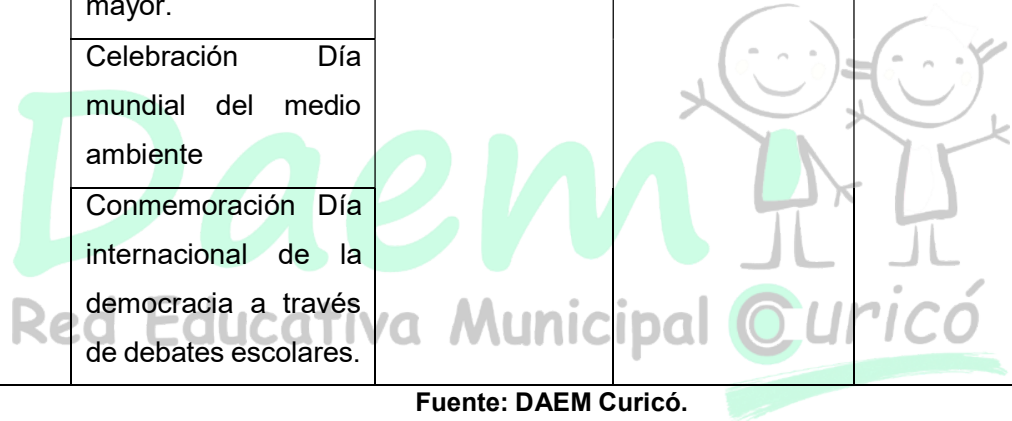 mayor.
Celebración Día
mundial del medio
ambiente
Conmemoración Día
internacional de la
democracia a través
de debates escolares.
Daem
Red Educativa Municipal Curicó
Fuente: DAEM Curicó.